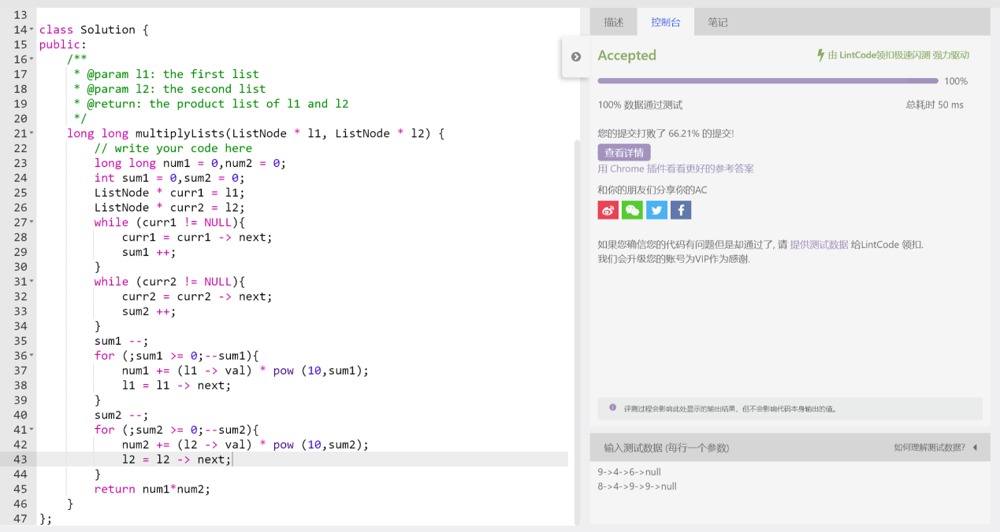 13
14 class Solution {
15 public:
16 /**
17 * @param l1: the first list
18 * @param l2: the second list
19 * @return: the product list of l1 and l2
20 */
21 long long multiplyLists(ListNode * l1, ListNode * l2) {
22 // write your code here
23 long long num1 = 0,num2 = 0;
24 int sum1 = 0,sum2 = 0;
25 ListNode * curr1 = l1;
26 ListNode * curr2 = l2;
27 while (curr1 != NULL){
28 curr1 = curr1 -> next;
29 sum1 ++;
30 }
31 while (curr2 != NULL){
32 curr2 = curr2 -> next;
33 sum2 ++;
34 }
35 sum1 --;
36 for (;sum1 >= 0;--sum1){
37 num1 += (l1 -> val) * pow (10,sum1);
38 l1 = l1 -> next;
39 }
40 sum2 --;
41 for (;sum2 >= 0;--sum2){
42 num2 += (l2 -> val) * pow (10,sum2);
43 l2 = l2 -> next;
44 }
45 return num1*num2;
46 }
47 };
描述 控制台 笔记
Accepted 由 LintCode领扣极速闪测 强力驱动
100%
100% 数据通过测试 总耗时 50 ms
您的提交打败了 66.21% 的提交!
查看详情
用 Chrome 插件看看更好的参考答案
和你的朋友们分享你的AC
如果您确信您的代码有问题但是却通过了, 请 提供测试数据 给LintCode 领扣.
我们会升级您的账号为VIP作为感谢.
评测过程会影响此处显示的输出结果，但不会影响代码本身输出的值。
输入测试数据 (每行一个参数) 如何理解测试数据?
9->4->6->null
8->4->9->9->null